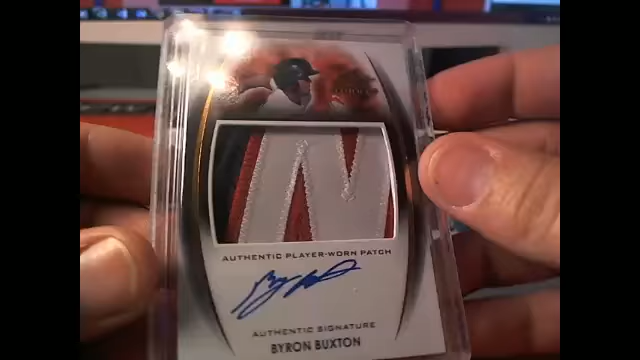 AUTHENTIC PLAYER-WORN PATCH
AUTHENTIC SIGNATURE
BYRON BUXTON